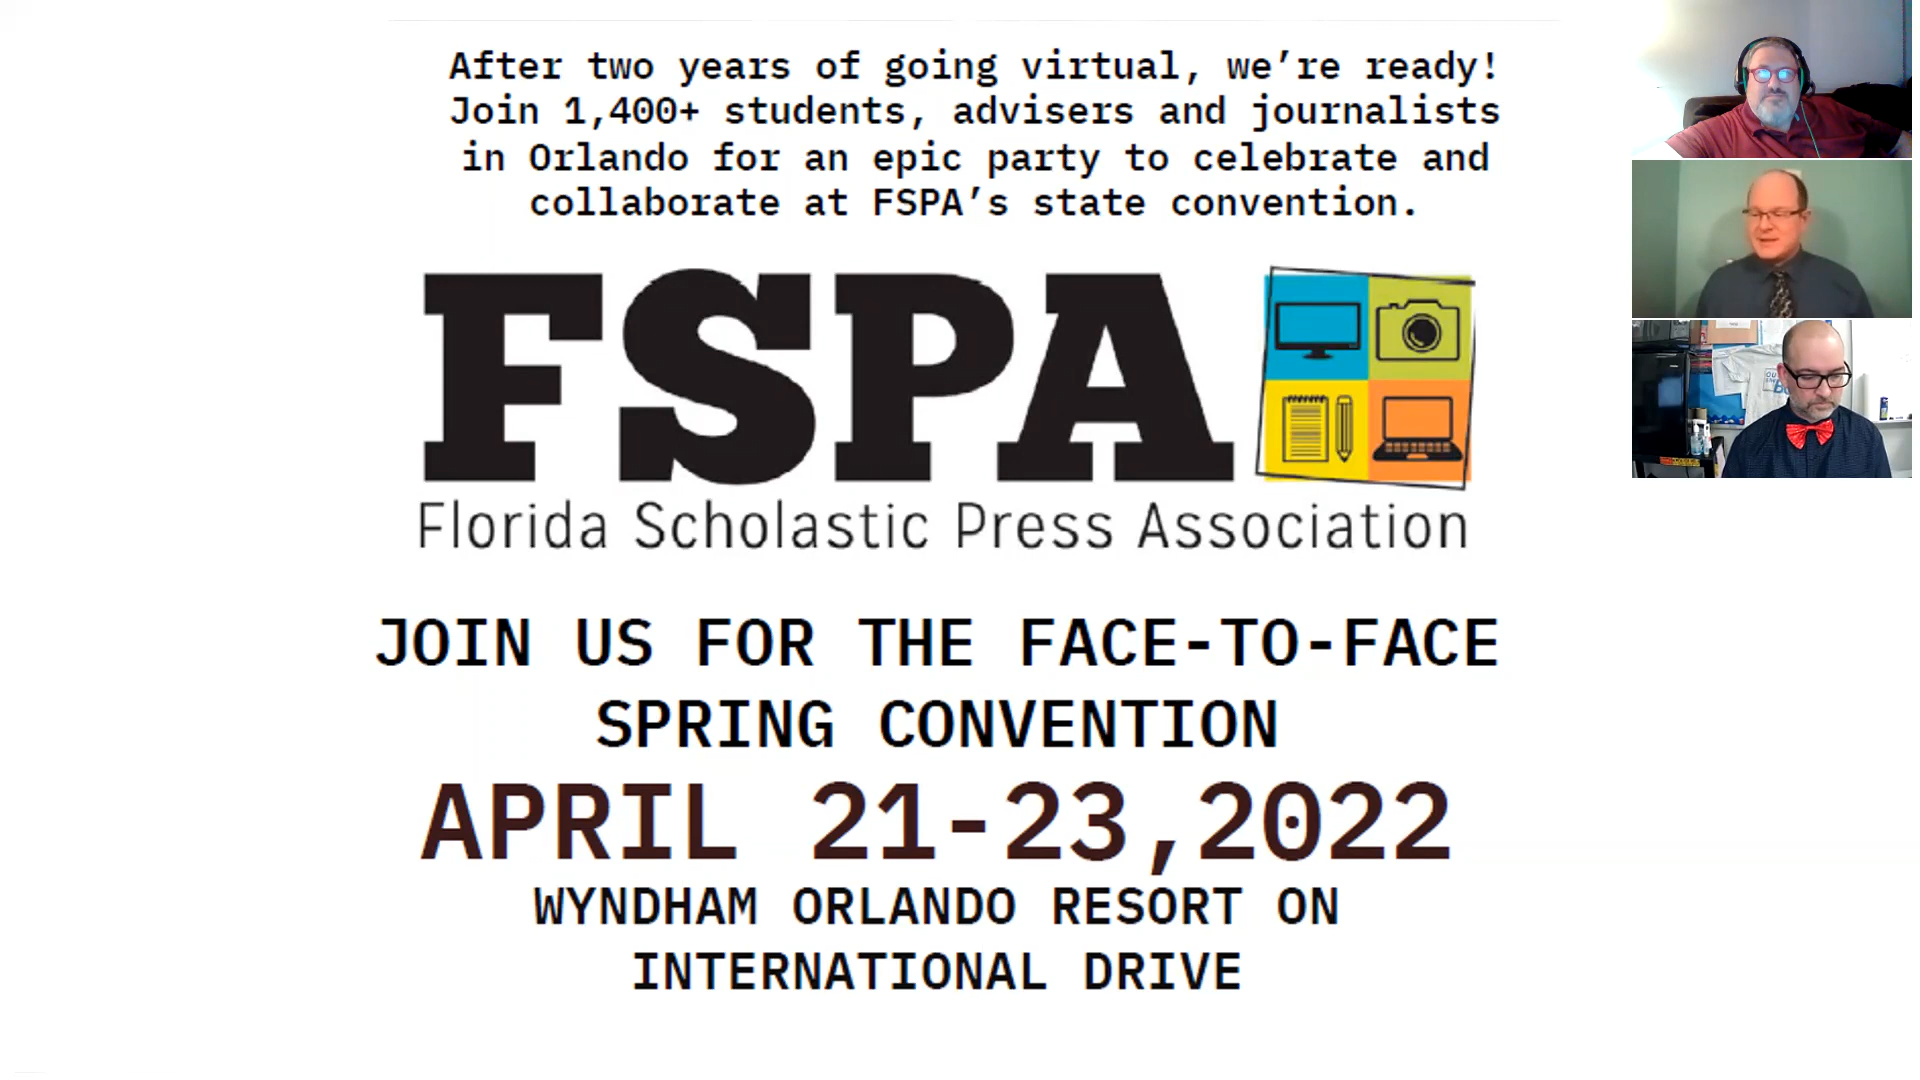 After two years of going virtual, we’re ready!
Join 1,400+ students, advisers and journalists
in Orlando for an epic party to celebrate and
collaborate at FSPA’s state convention.
FSPA
Florida Scholastic Press Association
JOIN US FOR THE FACE-TO-FACE
SPRING CONVENTION
APRIL 21-23,2022
WYNDHAM ORLANDO RESORT ON
INTERNATIONAL DRIVE